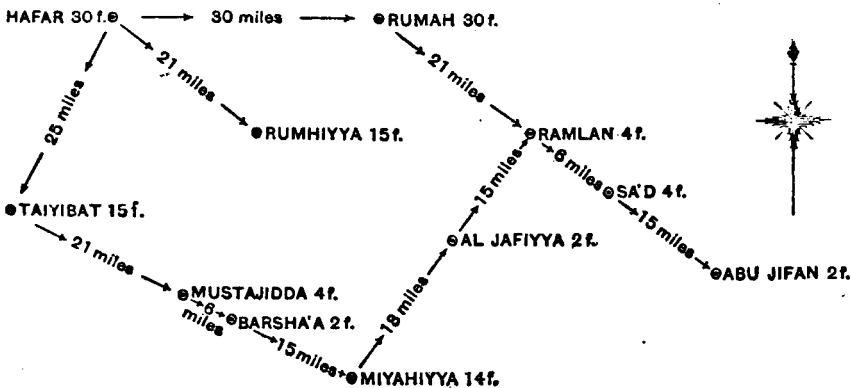 HAFAR 30 f.
30 miles
RUMAH 30 f.
21 miles
21 miles
25 miles
RUMHIYYA 15 f.
RAMLAN 4 f.
6 miles
15 miles
SA'D 4 f.
15 miles
TAIYIBAT 15 f.
21 miles
AL JAFIYYA 2 f.
ABU JIFAN 2 f.
18 miles
MUSTAJIDDA 4 f.
6
miles
BARSHA'A 2 f.
15 miles
MIYAHIYYA 14 f.